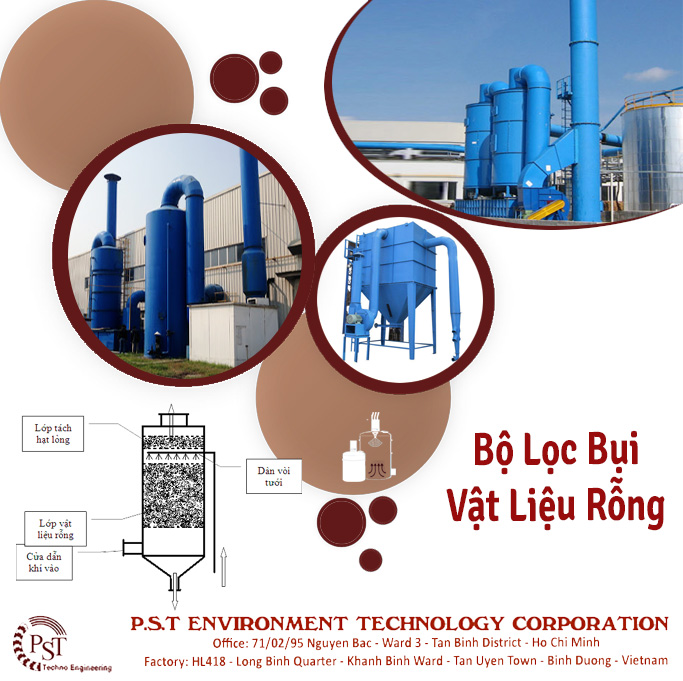 Lớp tách
hạt lỏng
Dàn vòi
tưới
Lớp vật
liệu rỗng
Cửa dẫn
khí vào
Bộ Lọc Bụi
Vật Liệu Rỗng
PST
Techno Engineering
P.S.T ENVIRONMENT TECHNOLOGY CORPORATION
Office: 71/02/95 Nguyen Bac - Ward 3 - Tan Binh District - Ho Chi Minh
Factory: HL418 - Long Binh Quarter - Khanh Binh Ward - Tan Uyen Town - Binh Duong - Vietnam